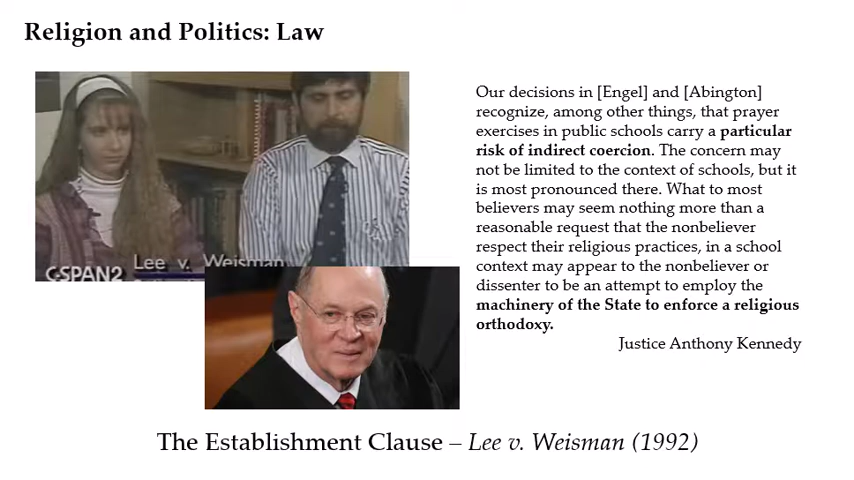 Religion and Politics: Law
Our decisions in [Engel] and [Abington]
recognize, among other things, that prayer
exercises in public schools carry a particular
risk of indirect coercion. The concern may
not be limited to the context of schools, but it
is most pronounced there. What to most
believers may seem nothing more than a
reasonable request that the nonbeliever
respect their religious practices, in a school
context may appear to the nonbeliever or
dissenter to be an attempt to employ the
machinery of the State to enforce a religious
orthodoxy.
Justice Anthony Kennedy
Lee v. Weisman
C-SPAN2
The Establishment Clause – Lee v. Weisman (1992)